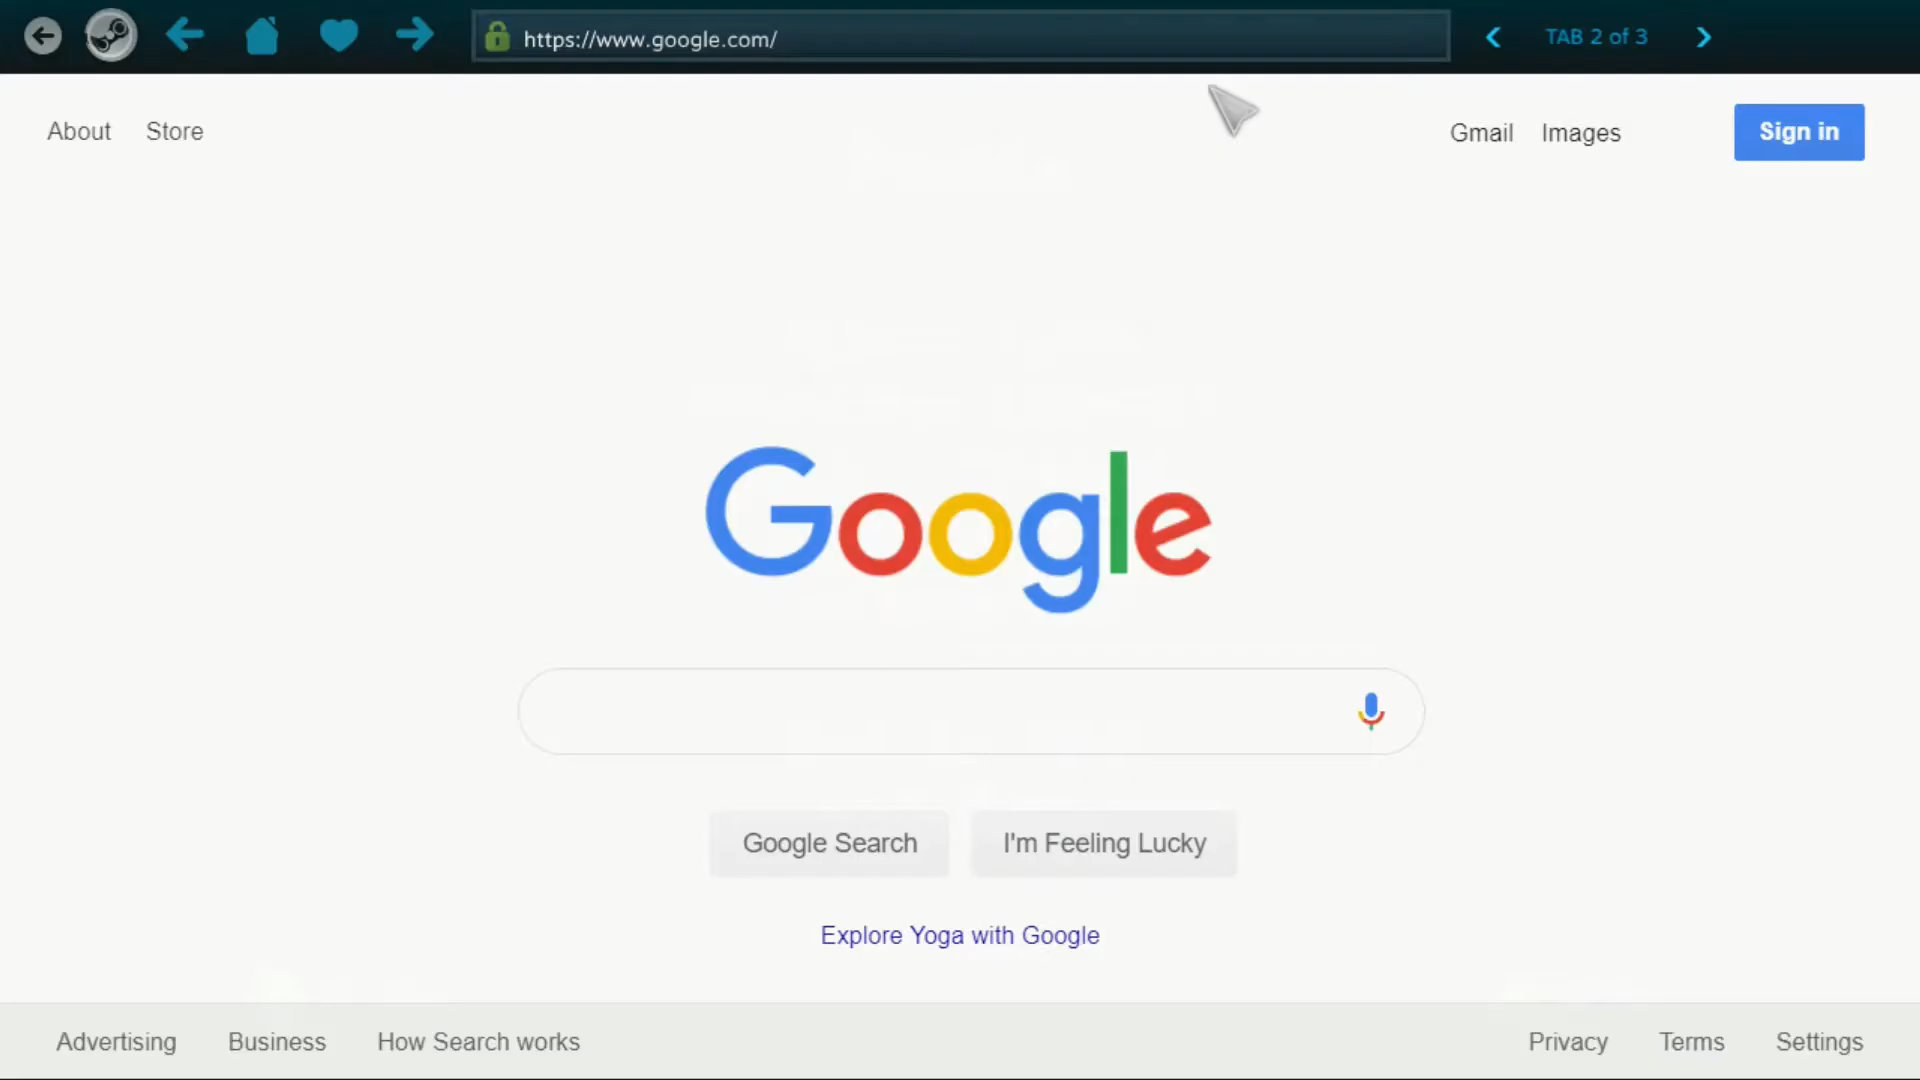 https://www.google.com/
TAB 2 of 3
About Store
Gmail Images Sign in
Google
Google Search I'm Feeling Lucky
Explore Yoga with Google
Advertising Business How Search works
Privacy Terms Settings